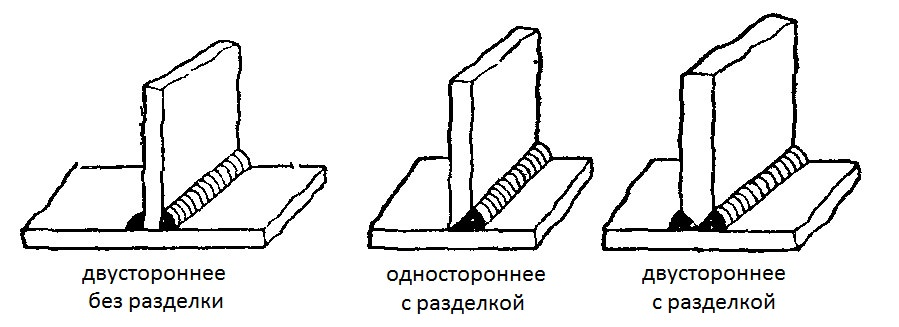 двустороннее
без разделки
одностороннее
с разделкой
двустороннее
с разделкой